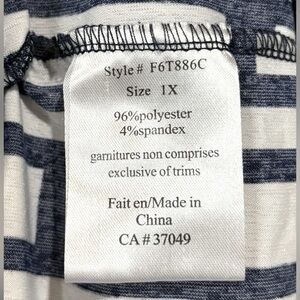 Style# F6T886C
Size 1X
96%polyester
4%spandex
garnitures non comprises
exclusive of trims
Fait en/Made in
China
CA#37049